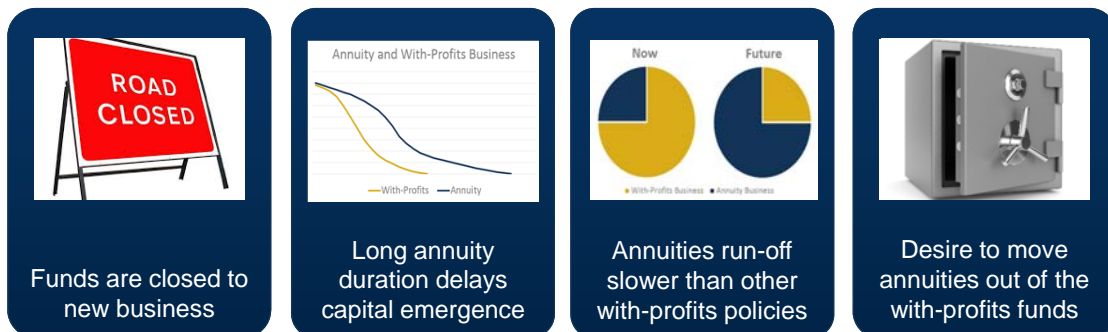 ROAD
CLOSED
Funds are closed to
new business
Annuity and With-Profits Business
With-Profits Annuity
Long annuity
duration delays
capital emergence
Now Future
With-Profits Business Annuity Business
Annuities run-off
slower than other
with-profits policies
Desire to move
annuities out of the
with-profits funds